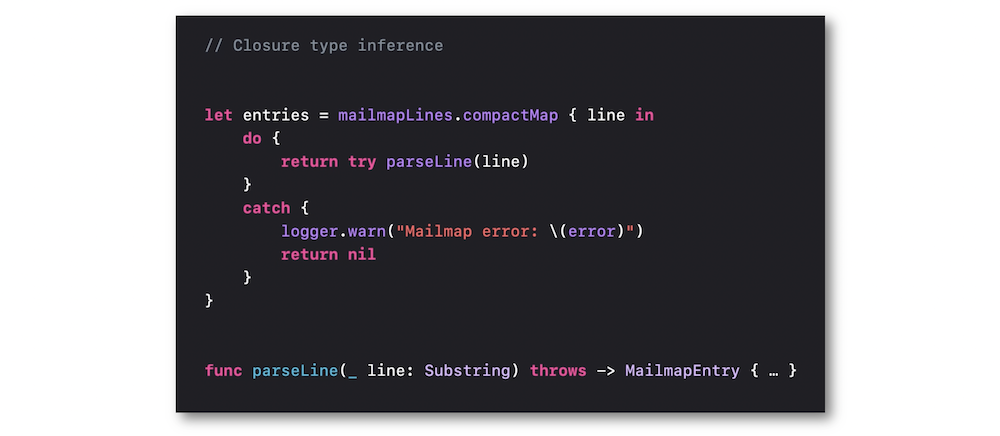 // Closure type inference
let entries = mailmapLines.compactMap { line in
    do {
        return try parseLine(line)
    }
    catch {
        logger.warn("Mailmap error: \(error)")
        return nil
    }
}
func parseLine(_ line: Substring) throws -> MailmapEntry { … }